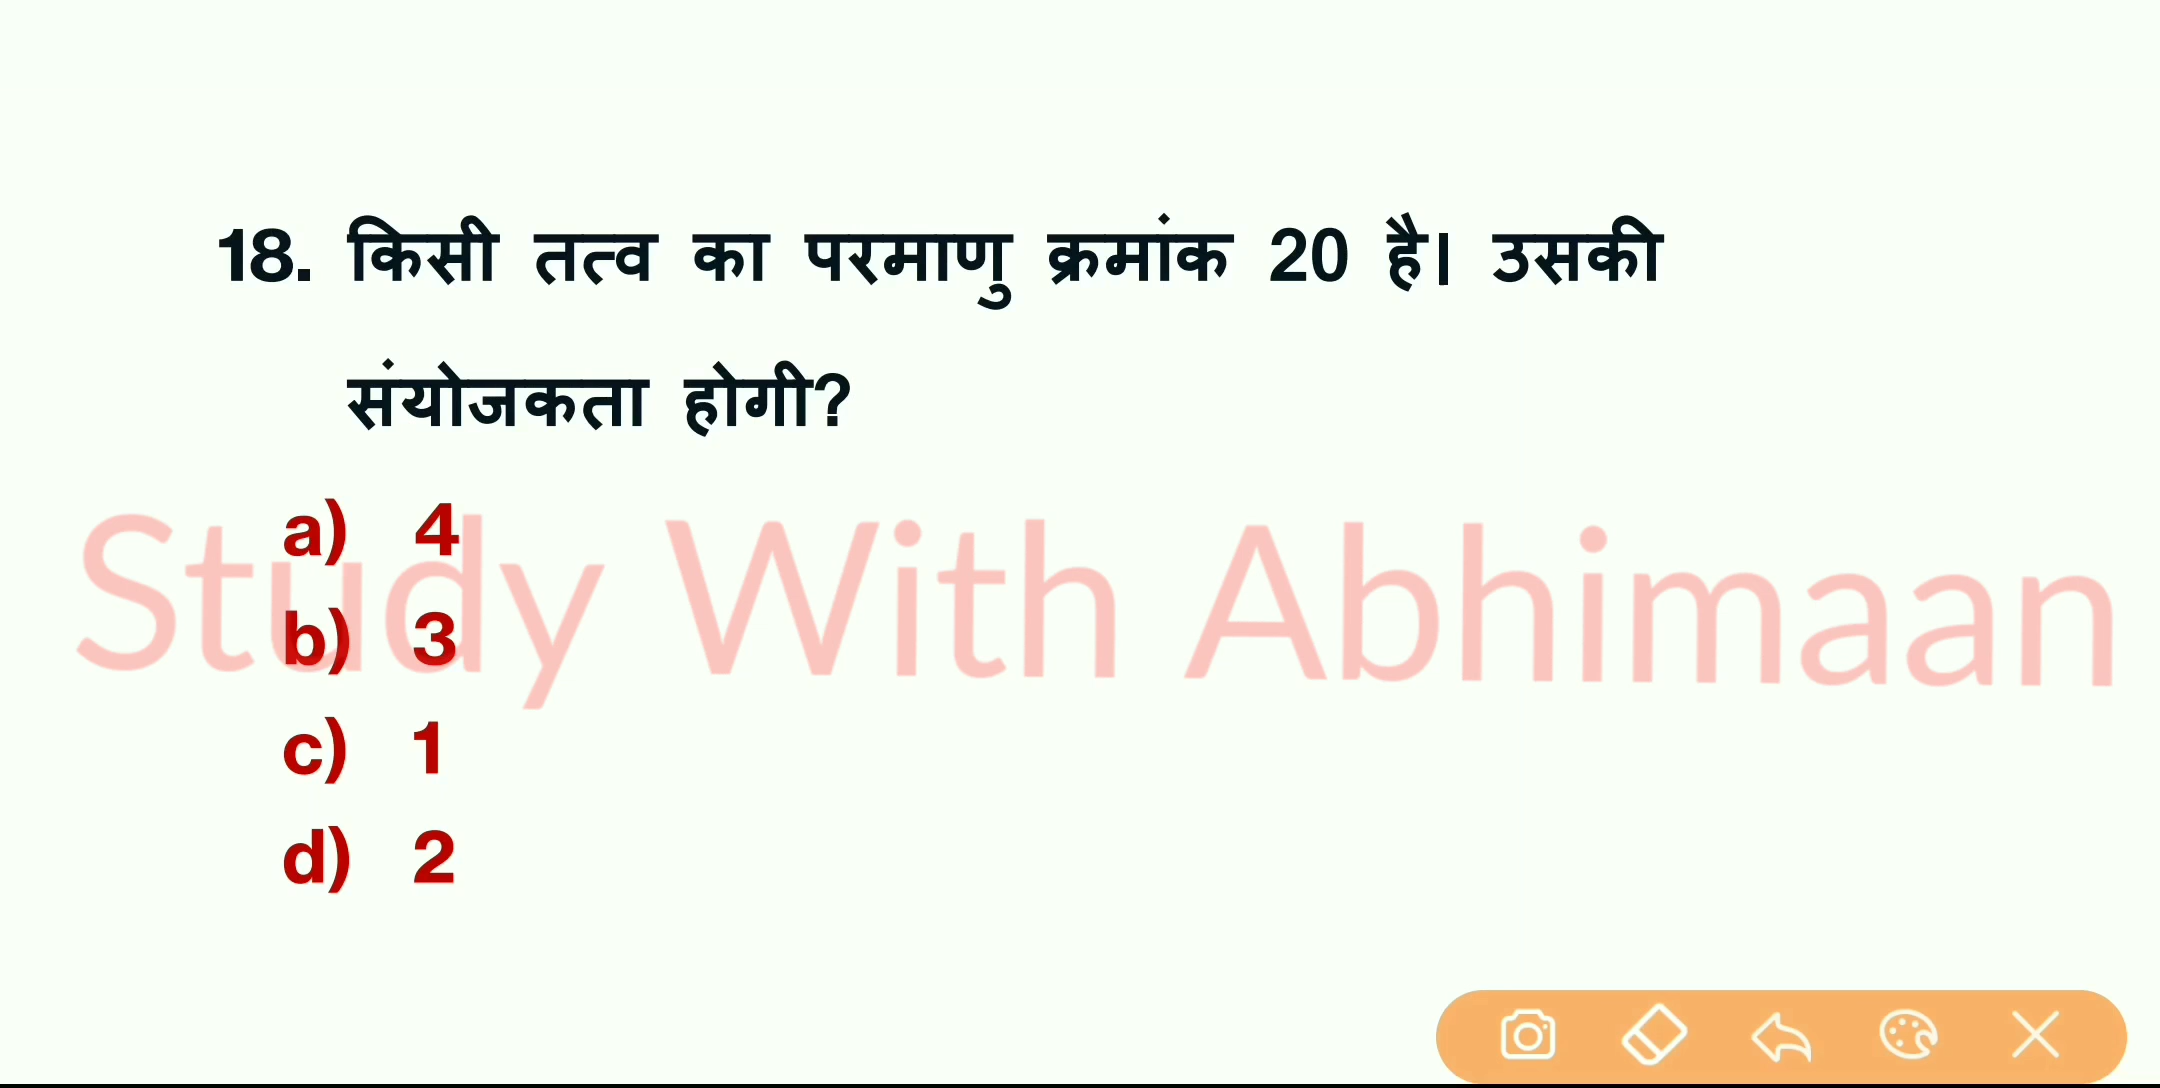 18. किसी तत्व का परमाणु क्रमांक 20 है। उसकी
संयोजकता होगी?
a) 4
b) 3
c) 1
d) 2
Study With Abhimaan